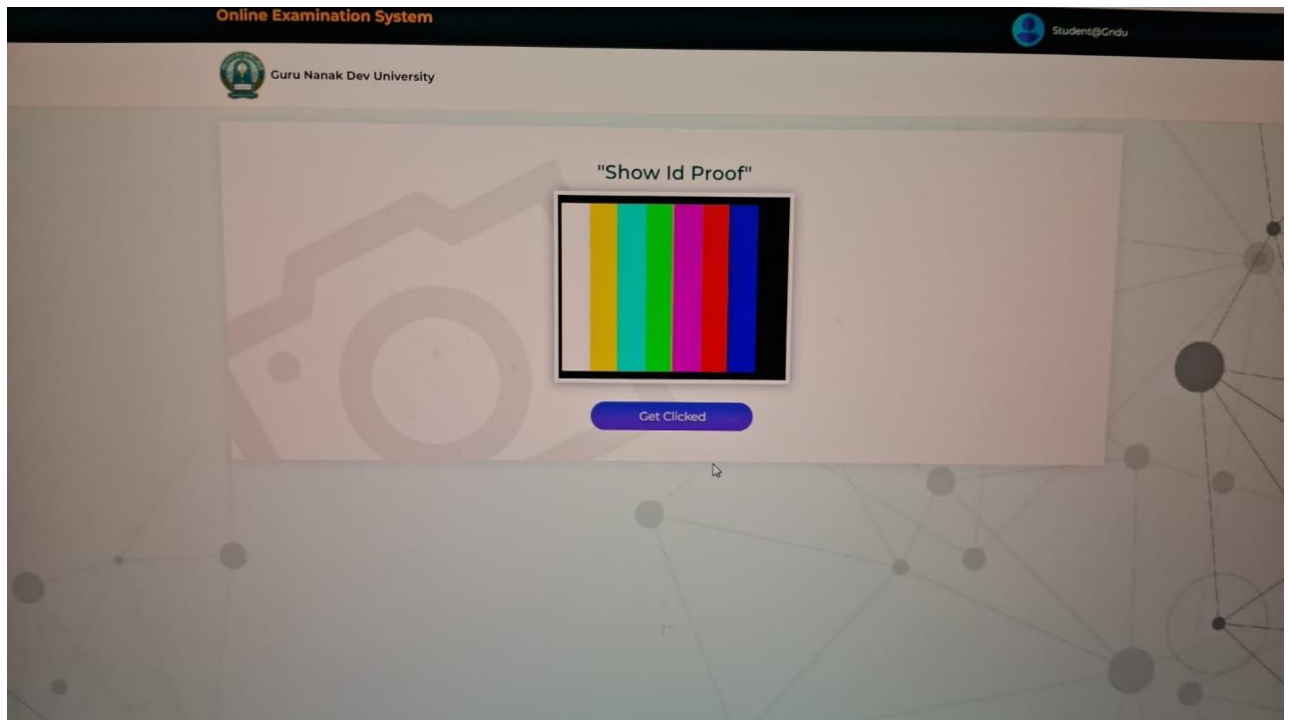 Online Examination System
Student@Gndu
Guru Nanak Dev University
"Show Id Proof"
Get Clicked